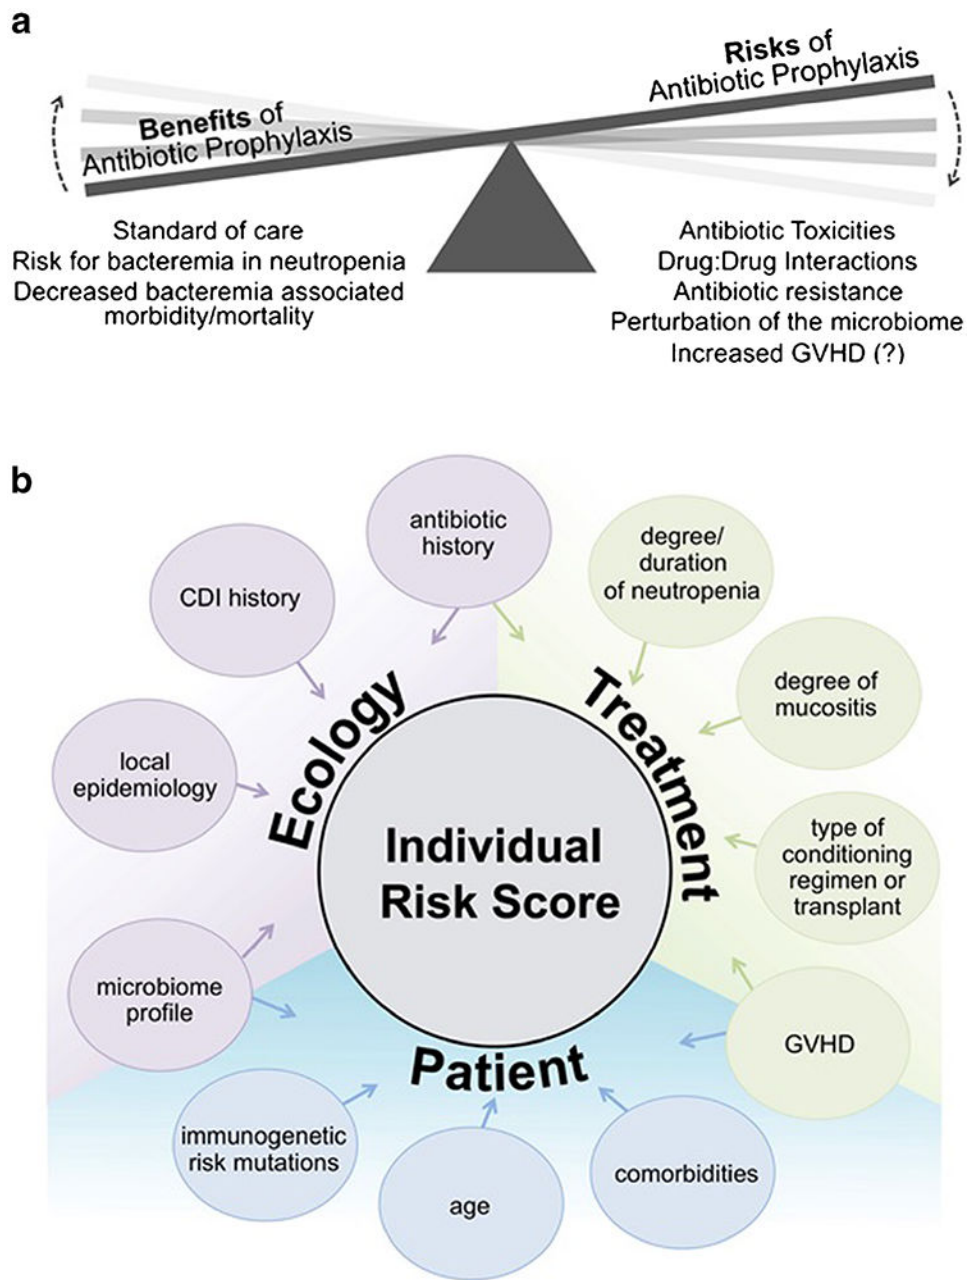 a
Benefits of
Antibiotic Prophylaxis
Risks of
Antibiotic Prophylaxis
Standard of care
Risk for bacteremia in neutropenia
Decreased bacteremia associated
morbidity/mortality
Antibiotic Toxicities
Drug:Drug Interactions
Antibiotic resistance
Perturbation of the microbiome
Increased GVHD (?)
b
antibiotic
history
CDI history
local
epidemiology
microbiome
profile
degree/
duration
of neutropenia
degree of
mucositis
type of
conditioning
regimen or
transplant
GVHD
Ecology
Treatment
Individual
Risk Score
Patient
immunogenetic
risk mutations
age
comorbidities